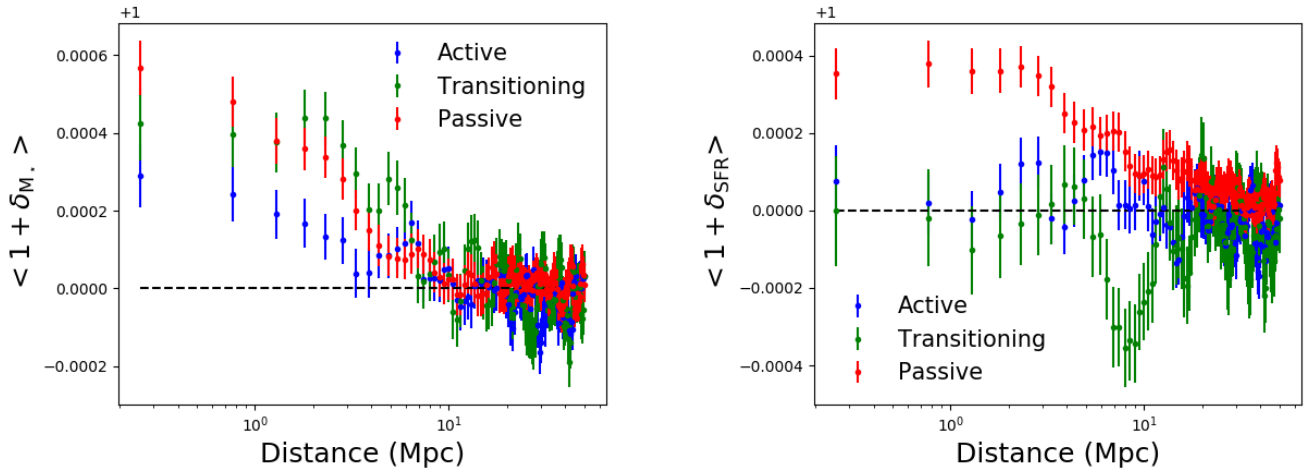 +1
< 1 + δ_M* >
0.0006
0.0004
0.0002
0.0000
−0.0002
Active
Transitioning
Passive
10⁰
10¹
Distance (Mpc)
+1
< 1 + δ_SFR >
0.0004
0.0002
0.0000
−0.0002
−0.0004
Active
Transitioning
Passive
10⁰
10¹
Distance (Mpc)